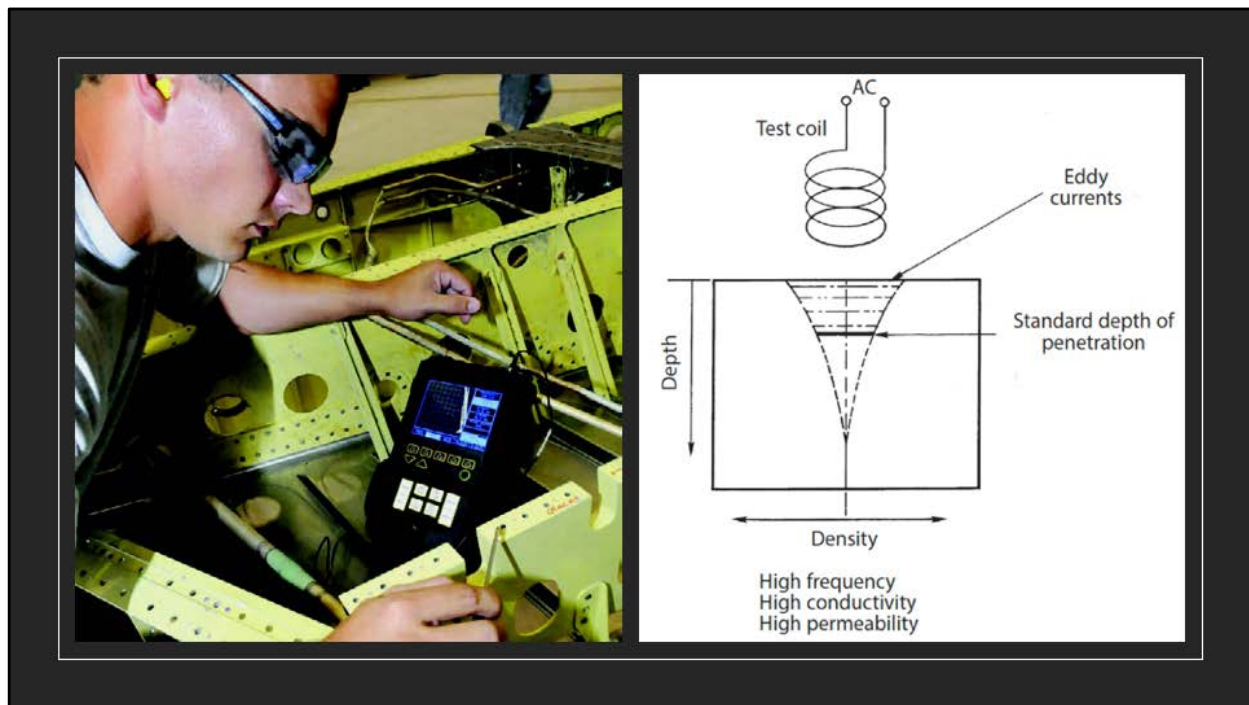 AC
Test coil
Eddy
currents
Standard depth of
penetration
Depth
Density
High frequency
High conductivity
High permeability